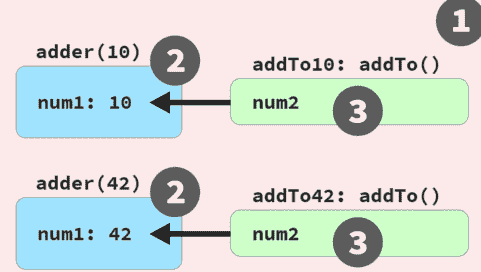 1
adder(10)
2
addTo10: addTo()
num1: 10
num2
3
adder(42)
2
addTo42: addTo()
num1: 42
num2
3